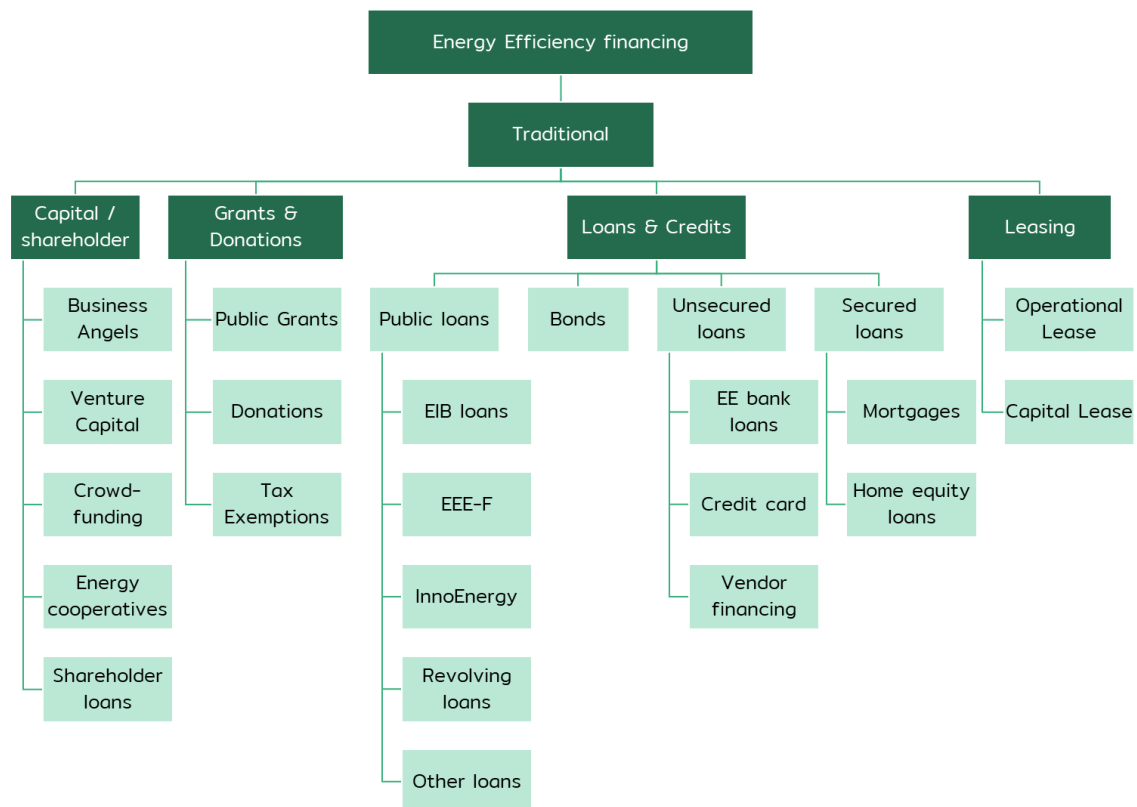 Energy Efficiency financing
Traditional
Capital /
shareholder
Grants &
Donations
Loans & Credits
Leasing
Business
Angels
Venture
Capital
Crowd-
funding
Energy
cooperatives
Shareholder
loans
Public Grants
Donations
Tax
Exemptions
Public loans
EIB loans
EEE-F
InnoEnergy
Revolving
loans
Other loans
Bonds
Unsecured
loans
EE bank
loans
Credit card
Vendor
financing
Secured
loans
Mortgages
Home equity
loans
Operational
Lease
Capital Lease